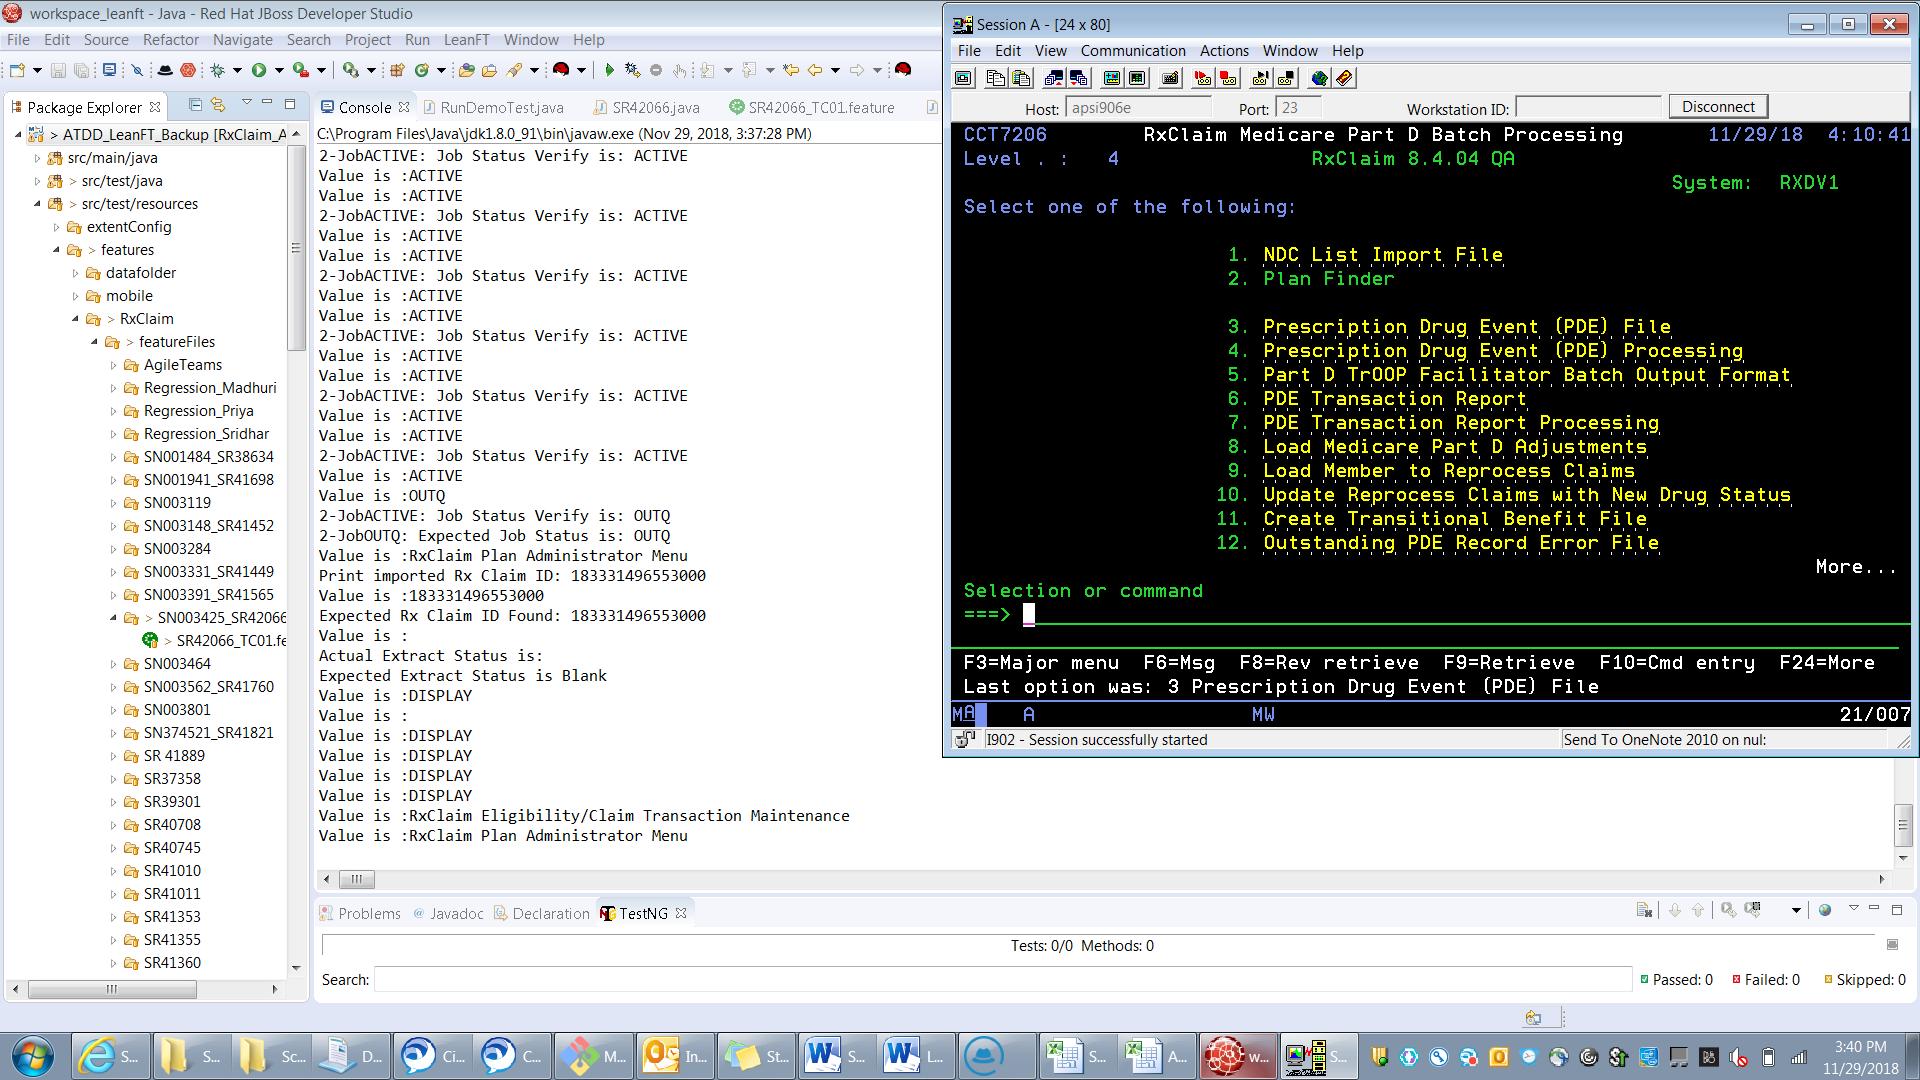 workspace_leanft - Java - Red Hat JBoss Developer Studio
File Edit Source Refactor Navigate Search Project Run LeanFT Window Help
Package Explorer
ATDD_LeanFT_Backup [RxClaim_A
src/main/java
> src/test/java
> src/test/resources
extentConfig
> features
datafolder
mobile
> RxClaim
> featureFiles
AgileTeams
Regression_Madhuri
Regression_Priya
Regression_Sridhar
SN001484_SR38634
SN001941_SR41698
SN003119
SN003148_SR41452
SN003284
SN003331_SR41449
SN003391_SR41565
> SN003425_SR42066
> SR42066_TC01.fe
SN003464
SN003562_SR41760
SN003801
SN374521_SR41821
SR 41889
SR37358
SR39301
SR40708
SR40745
SR41010
SR41011
SR41353
SR41355
SR41360
Console RunDemoTest.java SR42066.java SR42066_TC01.feature
C:\Program Files\Java\jdk1.8.0_91\bin\javaw.exe (Nov 29, 2018, 3:37:28 PM)
2-JobACTIVE: Job Status Verify is: ACTIVE
Value is :ACTIVE
Value is :ACTIVE
2-JobACTIVE: Job Status Verify is: ACTIVE
Value is :ACTIVE
Value is :ACTIVE
2-JobACTIVE: Job Status Verify is: ACTIVE
Value is :ACTIVE
Value is :ACTIVE
2-JobACTIVE: Job Status Verify is: ACTIVE
Value is :ACTIVE
Value is :ACTIVE
2-JobACTIVE: Job Status Verify is: ACTIVE
Value is :ACTIVE
Value is :ACTIVE
2-JobACTIVE: Job Status Verify is: ACTIVE
Value is :ACTIVE
Value is :OUTQ
2-JobACTIVE: Job Status Verify is: OUTQ
2-JobOUTQ: Expected Job Status is: OUTQ
Value is :RxClaim Plan Administrator Menu
Print imported Rx Claim ID: 183331496553000
Value is :183331496553000
Expected Rx Claim ID Found: 183331496553000
Value is :
Actual Extract Status is:
Expected Extract Status is Blank
Value is :DISPLAY
Value is :
Value is :DISPLAY
Value is :DISPLAY
Value is :DISPLAY
Value is :DISPLAY
Value is :RxClaim Eligibility/Claim Transaction Maintenance
Value is :RxClaim Plan Administrator Menu
Problems @ Javadoc Declaration TestNG
Tests: 0/0 Methods: 0
Search:
Passed: 0 Failed: 0 Skipped: 0
Session A - [24 x 80]
File Edit View Communication Actions Window Help
Host: apsi906e Port: 23 Workstation ID: Disconnect
CCT7206 RxClaim Medicare Part D Batch Processing 11/29/18 4:10:41
Level . : 4 RxClaim 8.4.04 QA
System: RXDV1
Select one of the following:
1. NDC List Import File
2. Plan Finder
3. Prescription Drug Event (PDE) File
4. Prescription Drug Event (PDE) Processing
5. Part D TrOOP Facilitator Batch Output Format
6. PDE Transaction Report
7. PDE Transaction Report Processing
8. Load Medicare Part D Adjustments
9. Load Member to Reprocess Claims
10. Update Reprocess Claims with New Drug Status
11. Create Transitional Benefit File
12. Outstanding PDE Record Error File
More...
Selection or command
===>
F3=Major menu F6=Msg F8=Rev retrieve F9=Retrieve F10=Cmd entry F24=More
Last option was: 3 Prescription Drug Event (PDE) File
MA A MW 21/007
I902 - Session successfully started Send To OneNote 2010 on nul:
S... S... Sc... D... Ci... C... M... In... St... S... L... S... A... w... S...
3:40 PM
11/29/2018